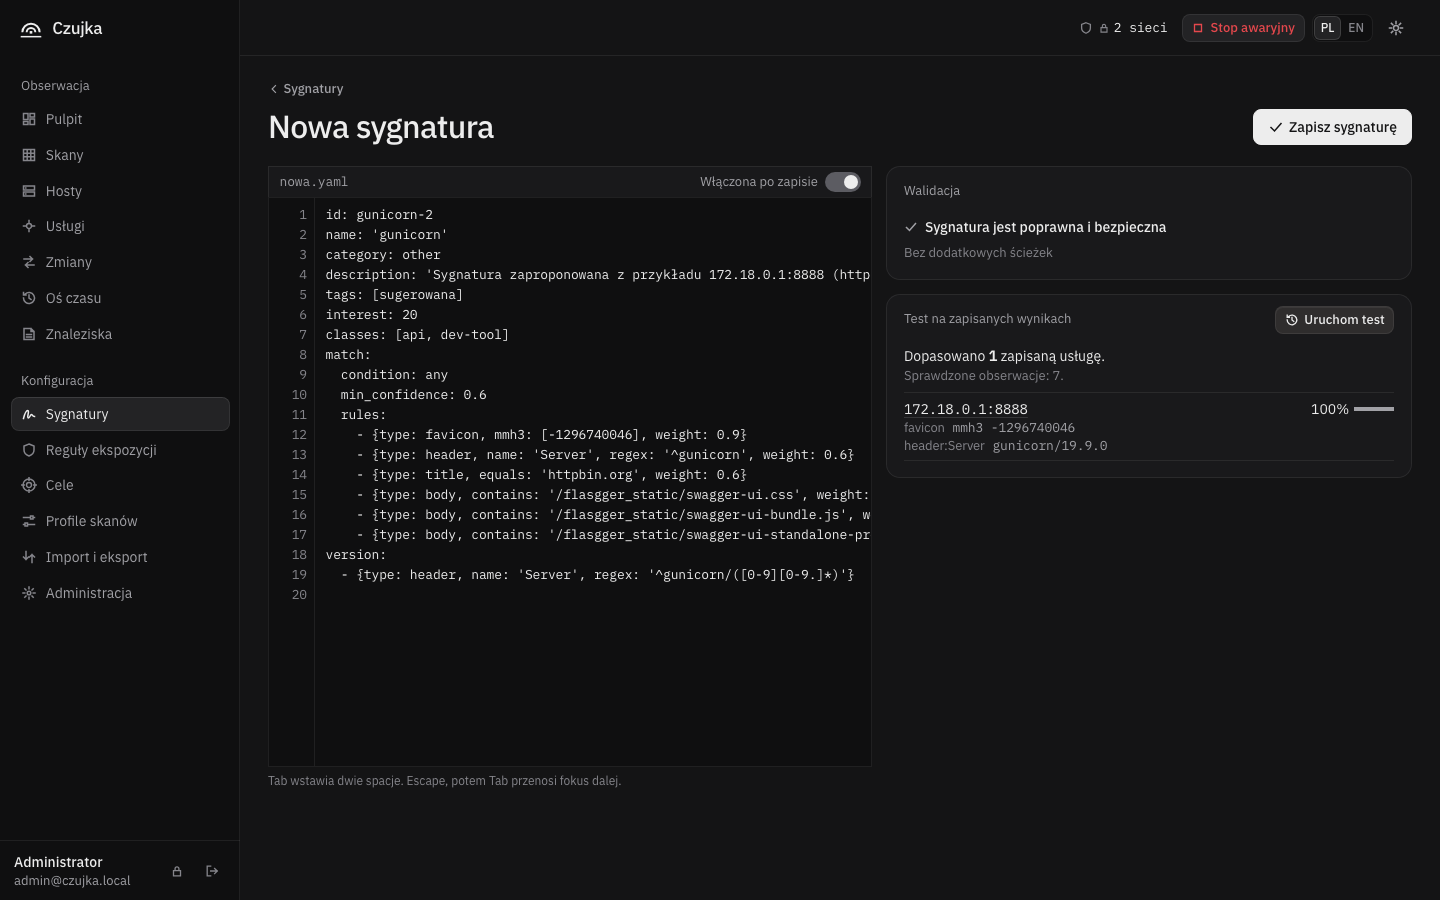 Czujka
2 sieci
Stop awaryjny
PL EN
Obserwacja
Pulpit
Skany
Hosty
Usługi
Zmiany
Oś czasu
Znaleziska
Konfiguracja
Sygnatury
Reguły ekspozycji
Cele
Profile skanów
Import i eksport
Administracja
Administrator
admin@czujka.local
Sygnatury
Nowa sygnatura
Zapisz sygnaturę
nowa.yaml
Włączona po zapisie
1 id: gunicorn-2
2 name: 'gunicorn'
3 category: other
4 description: 'Sygnatura zaproponowana z przykładu 172.18.0.1:8888 (http
5 tags: [sugerowana]
6 interest: 20
7 classes: [api, dev-tool]
8 match:
9   condition: any
10   min_confidence: 0.6
11   rules:
12     - {type: favicon, mmh3: [-1296740046], weight: 0.9}
13     - {type: header, name: 'Server', regex: '^gunicorn', weight: 0.6}
14     - {type: title, equals: 'httpbin.org', weight: 0.6}
15     - {type: body, contains: '/flasgger_static/swagger-ui.css', weight:
16     - {type: body, contains: '/flasgger_static/swagger-ui-bundle.js', w
17     - {type: body, contains: '/flasgger_static/swagger-ui-standalone-pr
18 version:
19   - {type: header, name: 'Server', regex: '^gunicorn/([0-9][0-9.]*)'}
20
Tab wstawia dwie spacje. Escape, potem Tab przenosi fokus dalej.
Walidacja
Sygnatura jest poprawna i bezpieczna
Bez dodatkowych ścieżek
Test na zapisanych wynikach
Uruchom test
Dopasowano 1 zapisaną usługę.
Sprawdzone obserwacje: 7.
172.18.0.1:8888 100%
favicon mmh3 -1296740046
header:Server gunicorn/19.9.0